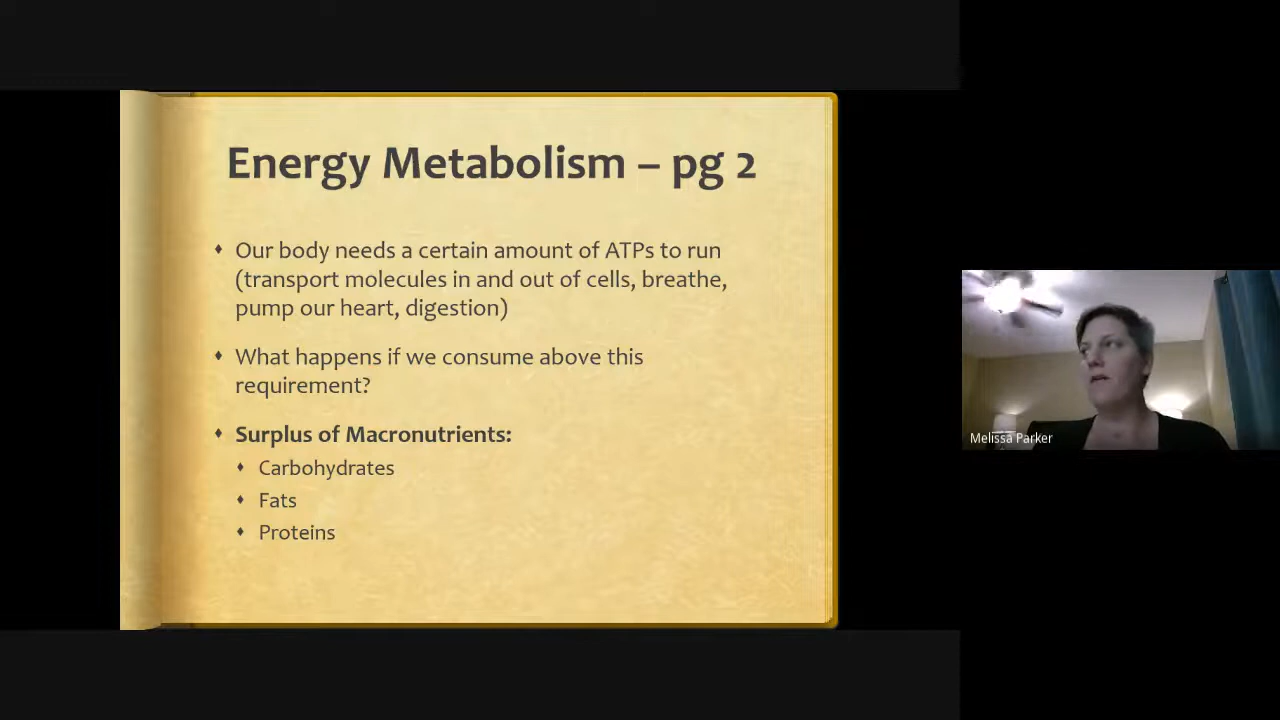 Energy Metabolism – pg 2
Our body needs a certain amount of ATPs to run
(transport molecules in and out of cells, breathe,
pump our heart, digestion)
What happens if we consume above this
requirement?
Surplus of Macronutrients:
Carbohydrates
Fats
Proteins
Melissa Parker